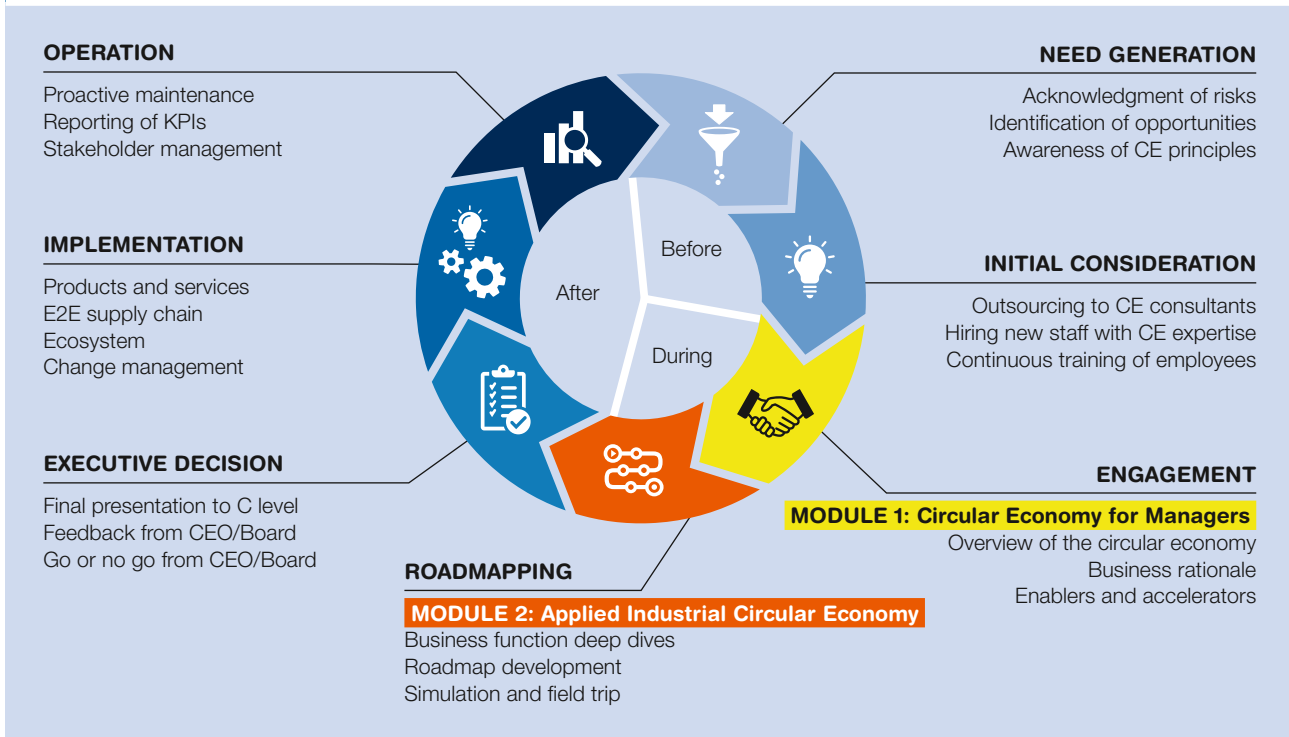 OPERATION
Proactive maintenance
Reporting of KPIs
Stakeholder management
NEED GENERATION
Acknowledgment of risks
Identification of opportunities
Awareness of CE principles
IMPLEMENTATION
Products and services
E2E supply chain
Ecosystem
Change management
Before
After
During
INITIAL CONSIDERATION
Outsourcing to CE consultants
Hiring new staff with CE expertise
Continuous training of employees
EXECUTIVE DECISION
Final presentation to C level
Feedback from CEO/Board
Go or no go from CEO/Board
ENGAGEMENT
MODULE 1: Circular Economy for Managers
Overview of the circular economy
Business rationale
Enablers and accelerators
ROADMAPPING
MODULE 2: Applied Industrial Circular Economy
Business function deep dives
Roadmap development
Simulation and field trip